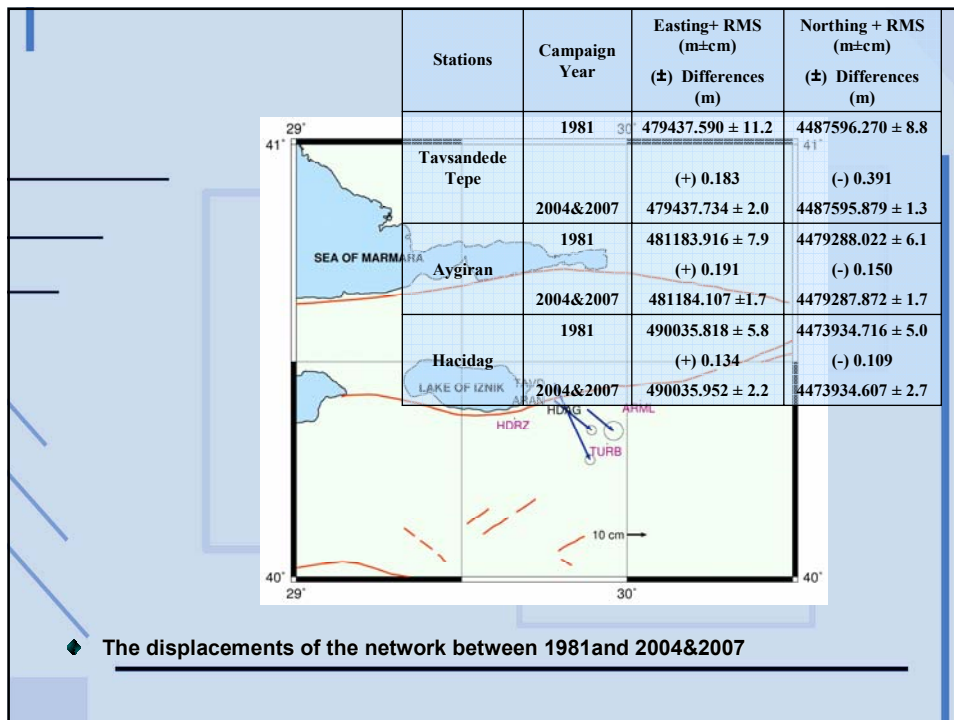 Stations
Campaign
Year
Easting+ RMS
(m±cm)
(±) Differences
(m)
Northing + RMS
(m±cm)
(±) Differences
(m)
Tavsandede
Tepe
1981 479437.590 ± 11.2 4487596.270 ± 8.8
(+) 0.183 (-) 0.391
2004&2007 479437.734 ± 2.0 4487595.879 ± 1.3
Aygiran
1981 481183.916 ± 7.9 4479288.022 ± 6.1
(+) 0.191 (-) 0.150
2004&2007 481184.107 ±1.7 4479287.872 ± 1.7
Hacidag
1981 490035.818 ± 5.8 4473934.716 ± 5.0
(+) 0.134 (-) 0.109
2004&2007 490035.952 ± 2.2 4473934.607 ± 2.7
29° 30°
41° 41°
SEA OF MARMARA
LAKE OF IZNIK
HDAG
ARML
HDRZ
TURB
10 cm
40° 40°
29° 30°
The displacements of the network between 1981and 2004&2007